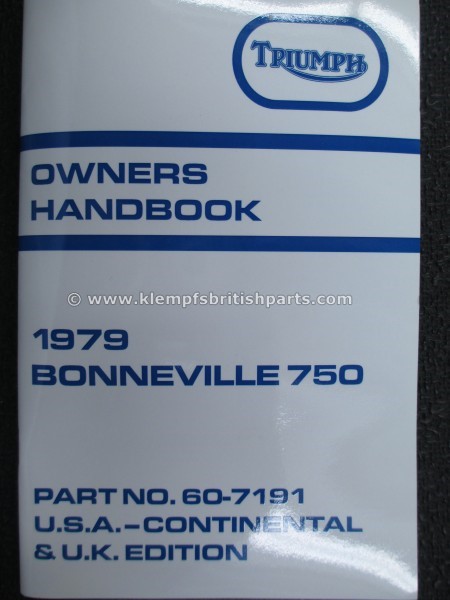 TRIUMPH
OWNERS
HANDBOOK
© www.klempfsbritishparts.com
1979
BONNEVILLE 750
PART NO. 60-7191
U.S.A.–CONTINENTAL
& U.K. EDITION